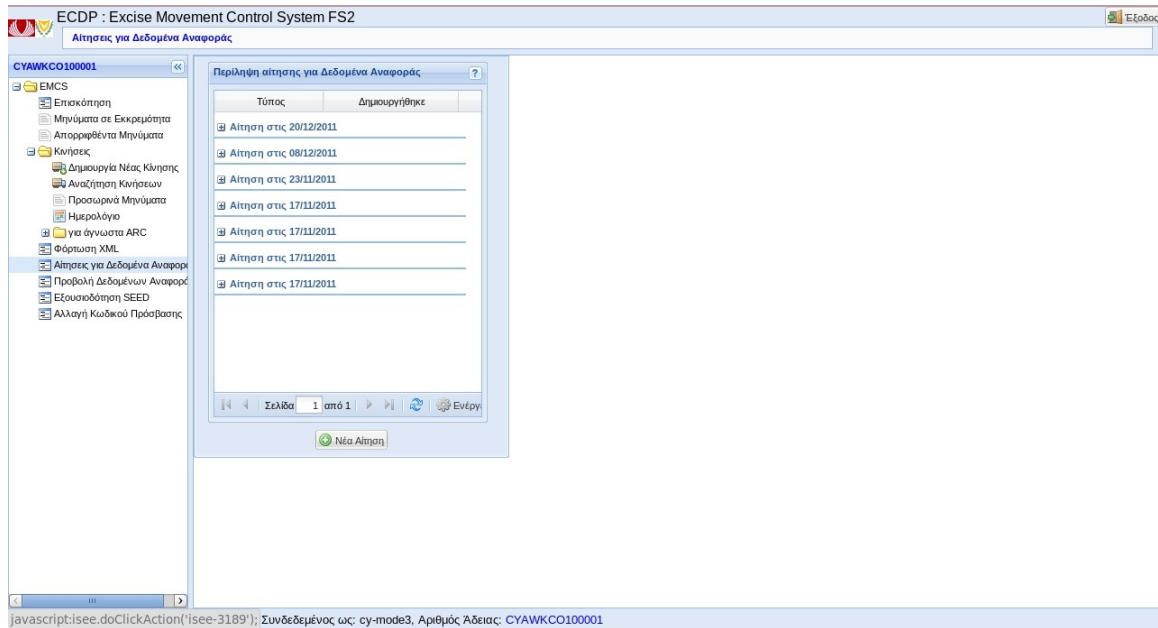 ECDP : Excise Movement Control System FS2
Έξοδος
Αίτησεις για Δεδομένα Αναφοράς
CYAWKCO100001
EMCS
Επισκόπηση
Μηνύματα σε Εκκρεμότητα
Απορριφθέντα Μηνύματα
Κινήσεις
Δημιουργία Νέας Κίνησης
Αναζήτηση Κινήσεων
Προσωρινά Μηνύματα
Ημερολόγιο
για άγνωστα ARC
Φόρτωση XML
Αίτησεις για Δεδομένα Αναφορ
Προβολή Δεδομένων Αναφορά
Εξουσιοδότηση SEED
Αλλαγή Κωδικού Πρόσβασης
Περίληψη αίτησης για Δεδομένα Αναφοράς ?
Τύπος Δημιουργήθηκε
Αίτηση στις 20/12/2011
Αίτηση στις 08/12/2011
Αίτηση στις 23/11/2011
Αίτηση στις 17/11/2011
Αίτηση στις 17/11/2011
Αίτηση στις 17/11/2011
Αίτηση στις 17/11/2011
Σελίδα 1 από 1 Ενέργ
Νέα Αίτηση
javascript:isee.doClickAction('isee-3189'); Συνδεδεμένος ως: cy-mode3, Αριθμός Άδειας: CYAWKCO100001